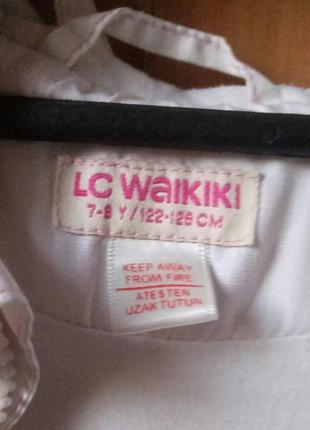 LC WAIKIKI
7-8 Y / 122-128 CM
KEEP AWAY
FROM FIRE
ATEŞTEN
UZAK TUTUN